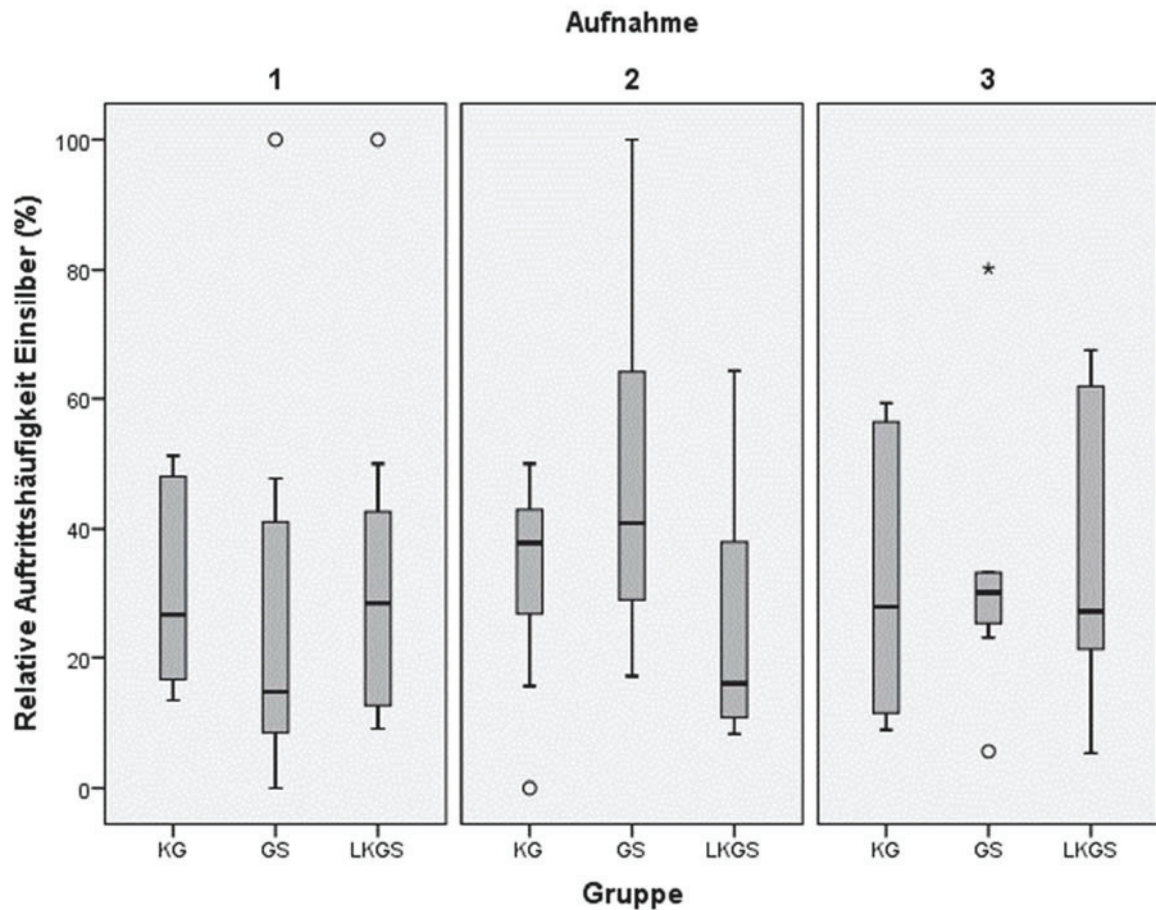 Aufnahme
1 2 3
Relative Auftrittshäufigkeit Einsilber (%)
100
80
60
40
20
0
KG GS LKGS KG GS LKGS KG GS LKGS
Gruppe